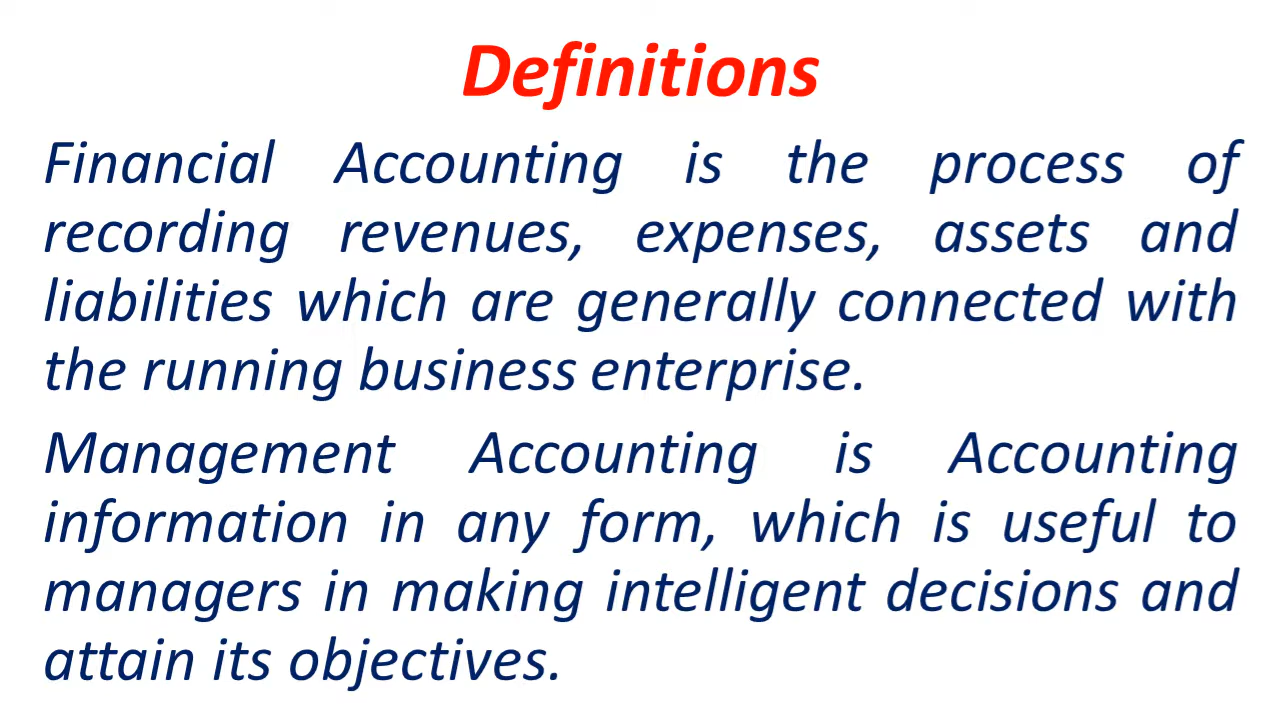 Definitions
Financial Accounting is the process of
recording revenues, expenses, assets and
liabilities which are generally connected with
the running business enterprise.
Management Accounting is Accounting
information in any form, which is useful to
managers in making intelligent decisions and
attain its objectives.